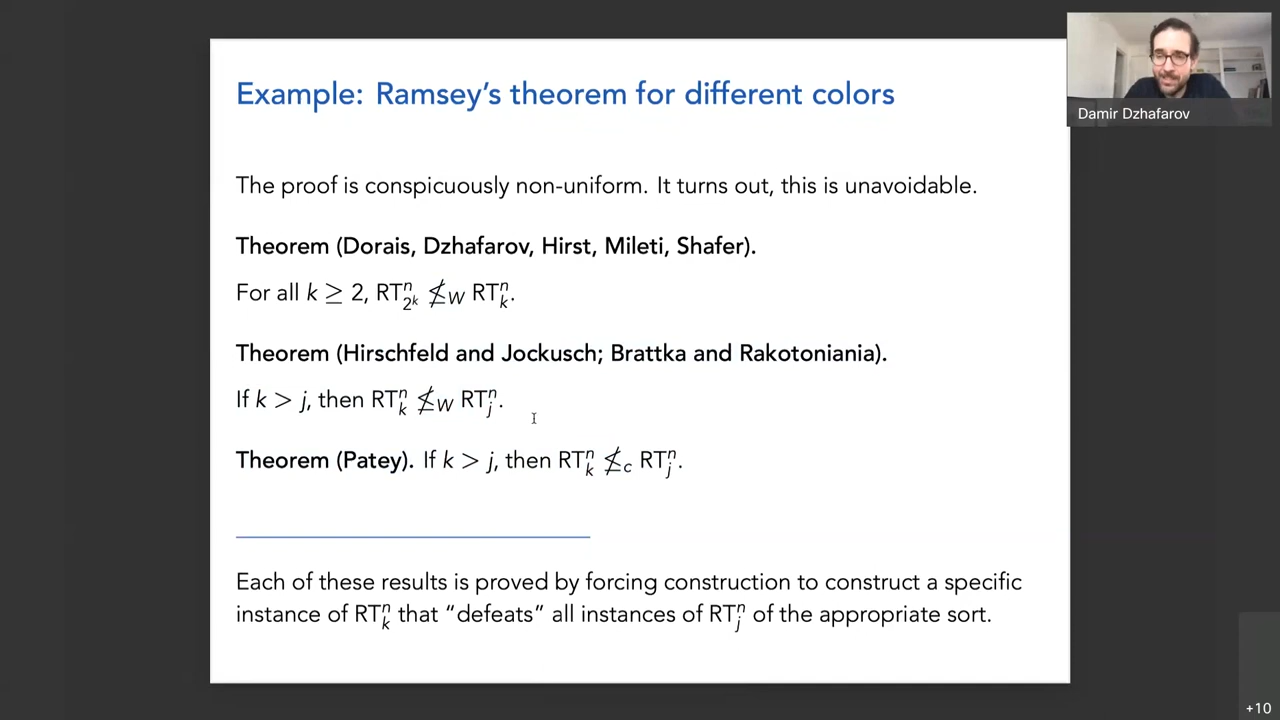 Example: Ramsey's theorem for different colors
Damir Dzhafarov
The proof is conspicuously non-uniform. It turns out, this is unavoidable.
Theorem (Dorais, Dzhafarov, Hirst, Mileti, Shafer).
For all k ≥ 2, RT^n_{2^k} ≰_W RT^n_k.
Theorem (Hirschfeld and Jockusch; Brattka and Rakotoniania).
If k > j, then RT^n_k ≰_W RT^n_j.
Theorem (Patey). If k > j, then RT^n_k ≰_c RT^n_j.
Each of these results is proved by forcing construction to construct a specific
instance of RT^n_k that “defeats” all instances of RT^n_j of the appropriate sort.
+10